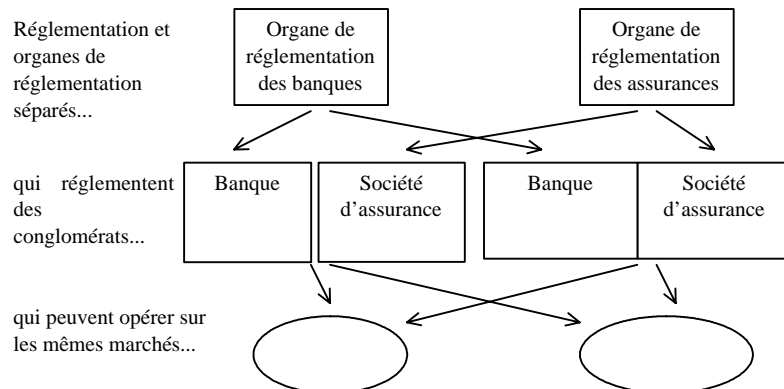 Réglementation et
organes de
réglementation
séparés...
Organe de
réglementation
des banques
Organe de
réglementation
des assurances
qui réglementent
des
conglomérats...
Banque
Société
d’assurance
Banque
Société
d’assurance
qui peuvent opérer sur
les mêmes marchés...